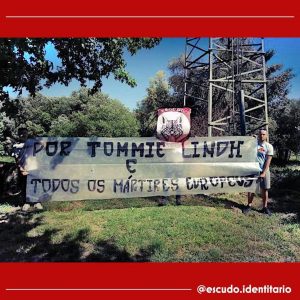 POR TOMMIE LINDH
E
TODOS OS MÁRTIRES EUROPEUS
@escudo.identitario